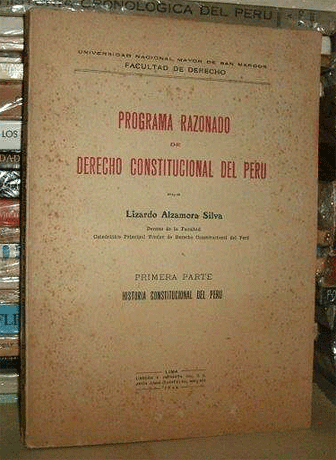 CRONOLOGICA DEL PERU
UNIVERSIDAD NACIONAL MAYOR DE SAN MARCOS
FACULTAD DE DERECHO
PROGRAMA RAZONADO
DE
DERECHO CONSTITUCIONAL DEL PERU
POR
Lizardo Alzamora Silva
Decano de la Facultad
Catedrático Principal Titular de Derecho Constitucional del Perú
PRIMERA PARTE
HISTORIA CONSTITUCIONAL DEL PERU
LIMA
LOS
DAD